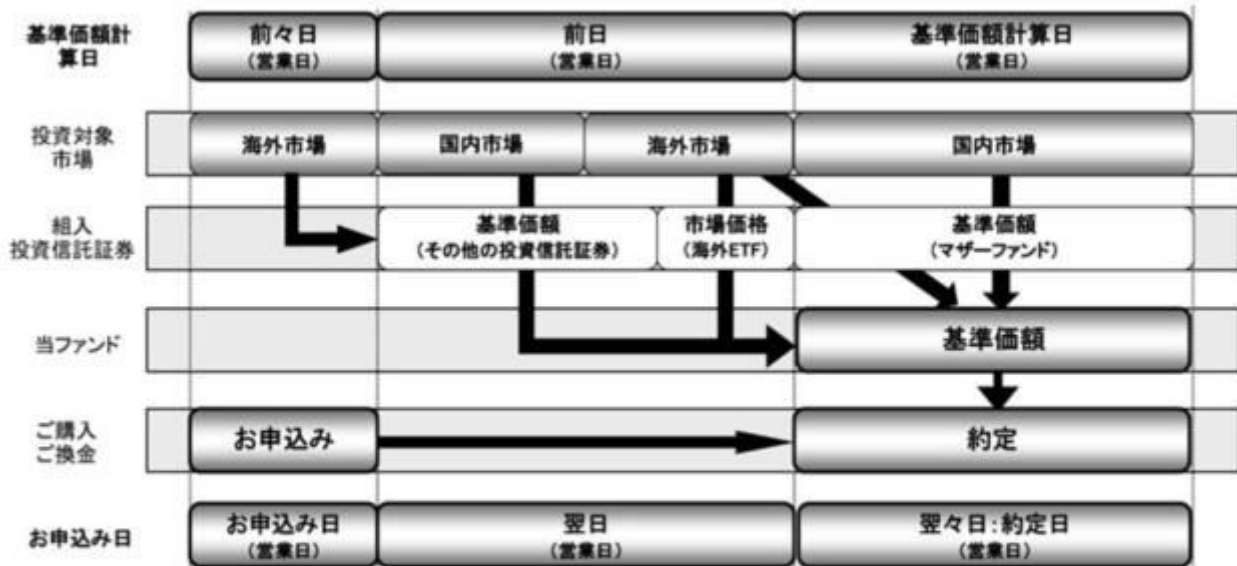 基準価額計
算日
前々日
(営業日)
前日
(営業日)
基準価額計算日
(営業日)
投資対象
市場
海外市場
国内市場
海外市場
国内市場
組入
投資信託証券
基準価額
(その他の投資信託証券)
市場価格
(海外ETF)
基準価額
(マザーファンド)
当ファンド
基準価額
ご購入
ご換金
お申込み
約定
お申込み日
お申込み日
(営業日)
翌日
(営業日)
翌々日:約定日
(営業日)